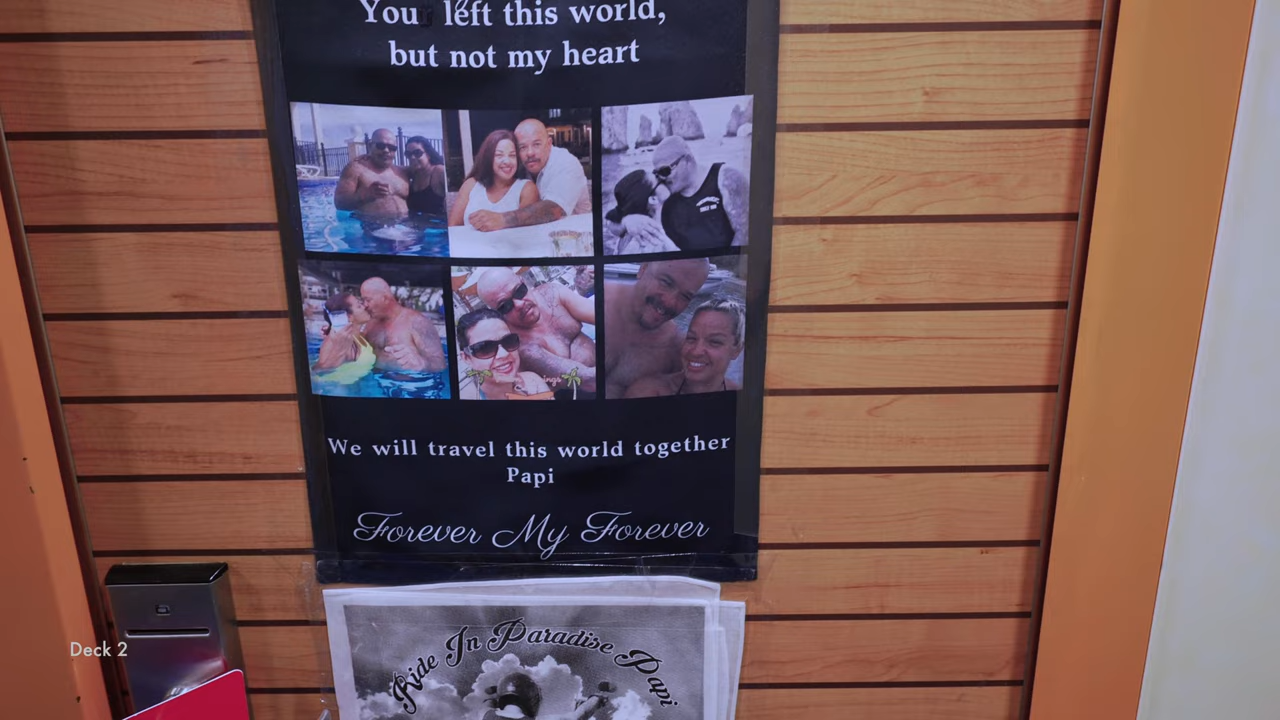 You left this world,
but not my heart
We will travel this world together
Papi
Forever My Forever
Ride In Paradise Papi
Deck 2